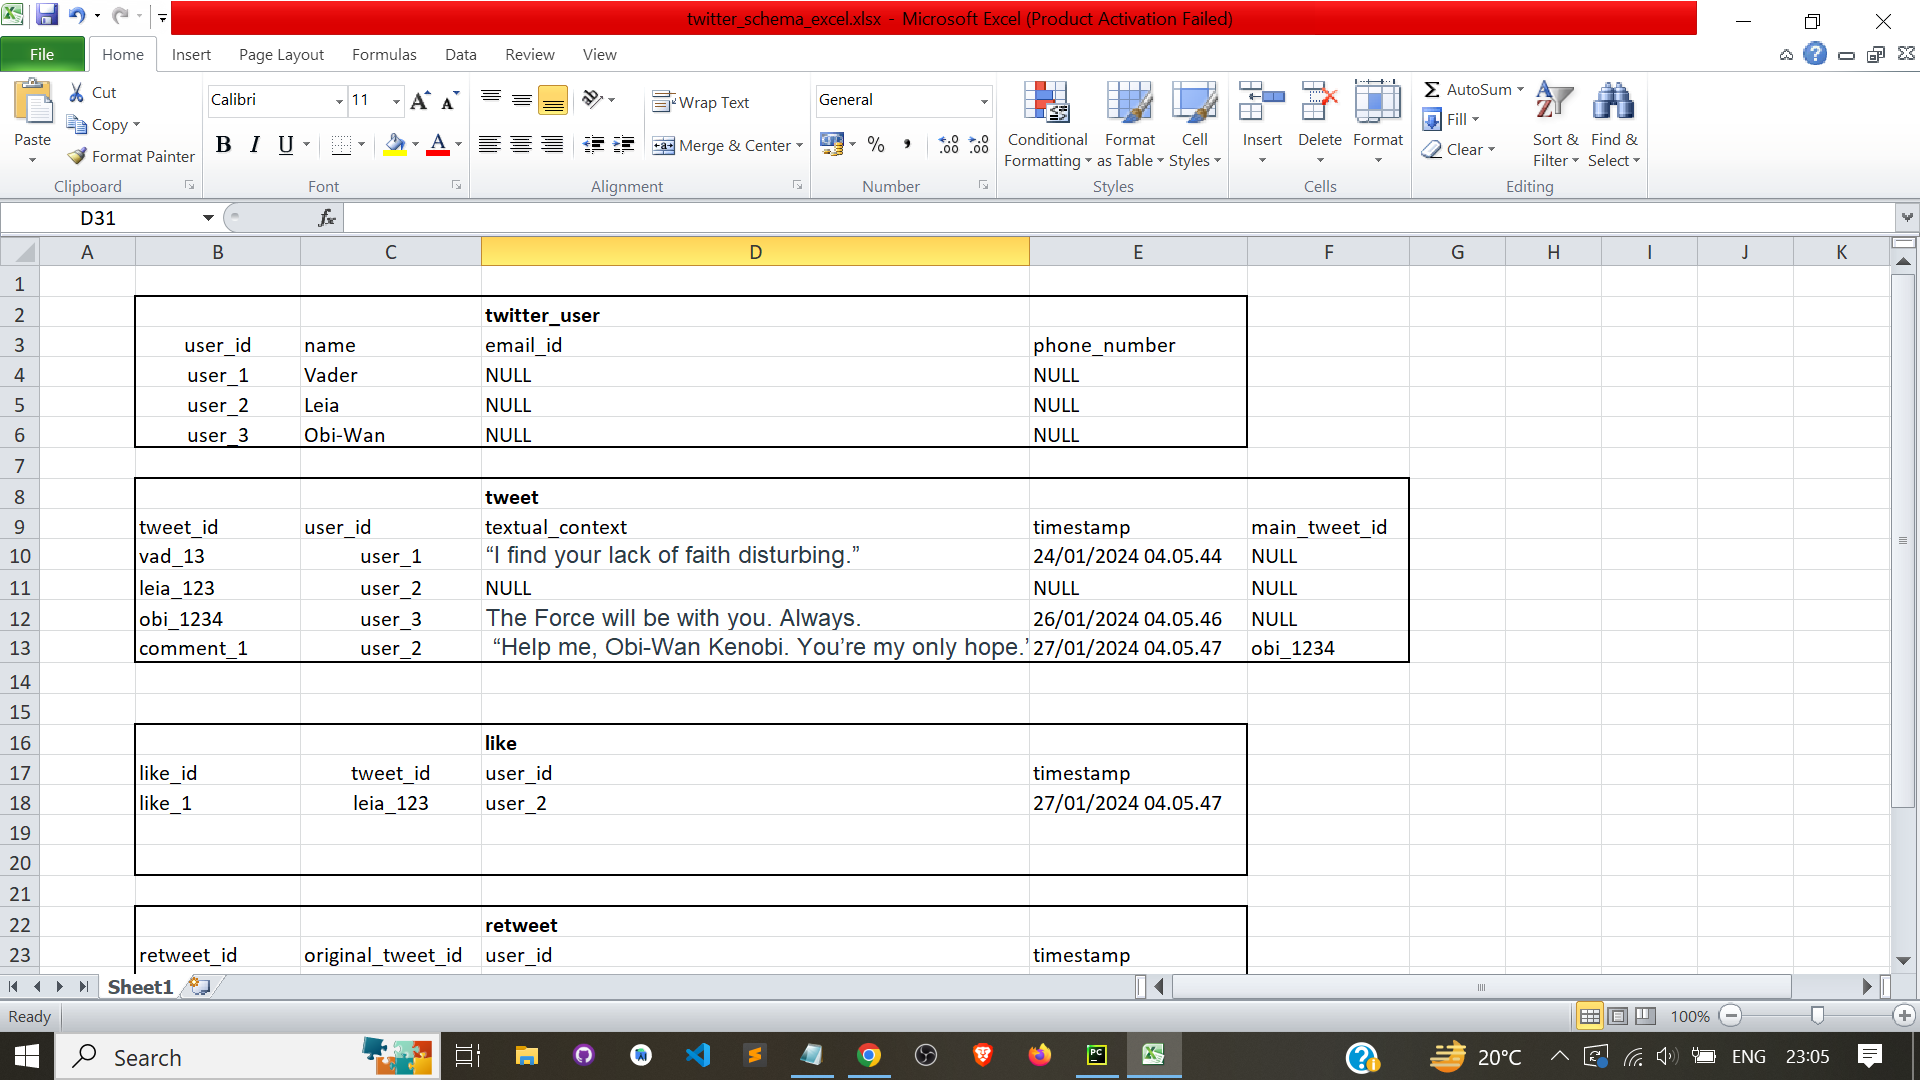 twitter_schema_excel.xlsx - Microsoft Excel (Product Activation Failed)
File Home Insert Page Layout Formulas Data Review View
Cut
Copy
Format Painter
Paste
Clipboard
Calibri 11
B I U
Font
Wrap Text
Merge & Center
Alignment
General
%
Number
Conditional Formatting
Format as Table
Cell Styles
Styles
Insert Delete Format
Cells
AutoSum
Fill
Clear
Sort & Filter
Find & Select
Editing
D31 fx
A B C D E F G H I J K
1
2 twitter_user
3 user_id name email_id phone_number
4 user_1 Vader NULL NULL
5 user_2 Leia NULL NULL
6 user_3 Obi-Wan NULL NULL
7
8 tweet
9 tweet_id user_id textual_context timestamp main_tweet_id
10 vad_13 user_1 “I find your lack of faith disturbing.” 24/01/2024 04.05.44 NULL
11 leia_123 user_2 NULL NULL NULL
12 obi_1234 user_3 The Force will be with you. Always. 26/01/2024 04.05.46 NULL
13 comment_1 user_2 “Help me, Obi-Wan Kenobi. You’re my only hope.” 27/01/2024 04.05.47 obi_1234
14
15
16 like
17 like_id tweet_id user_id timestamp
18 like_1 leia_123 user_2 27/01/2024 04.05.47
19
20
21
22 retweet
23 retweet_id original_tweet_id user_id timestamp
Sheet1
Ready 100%
Search 20°C ENG 23:05